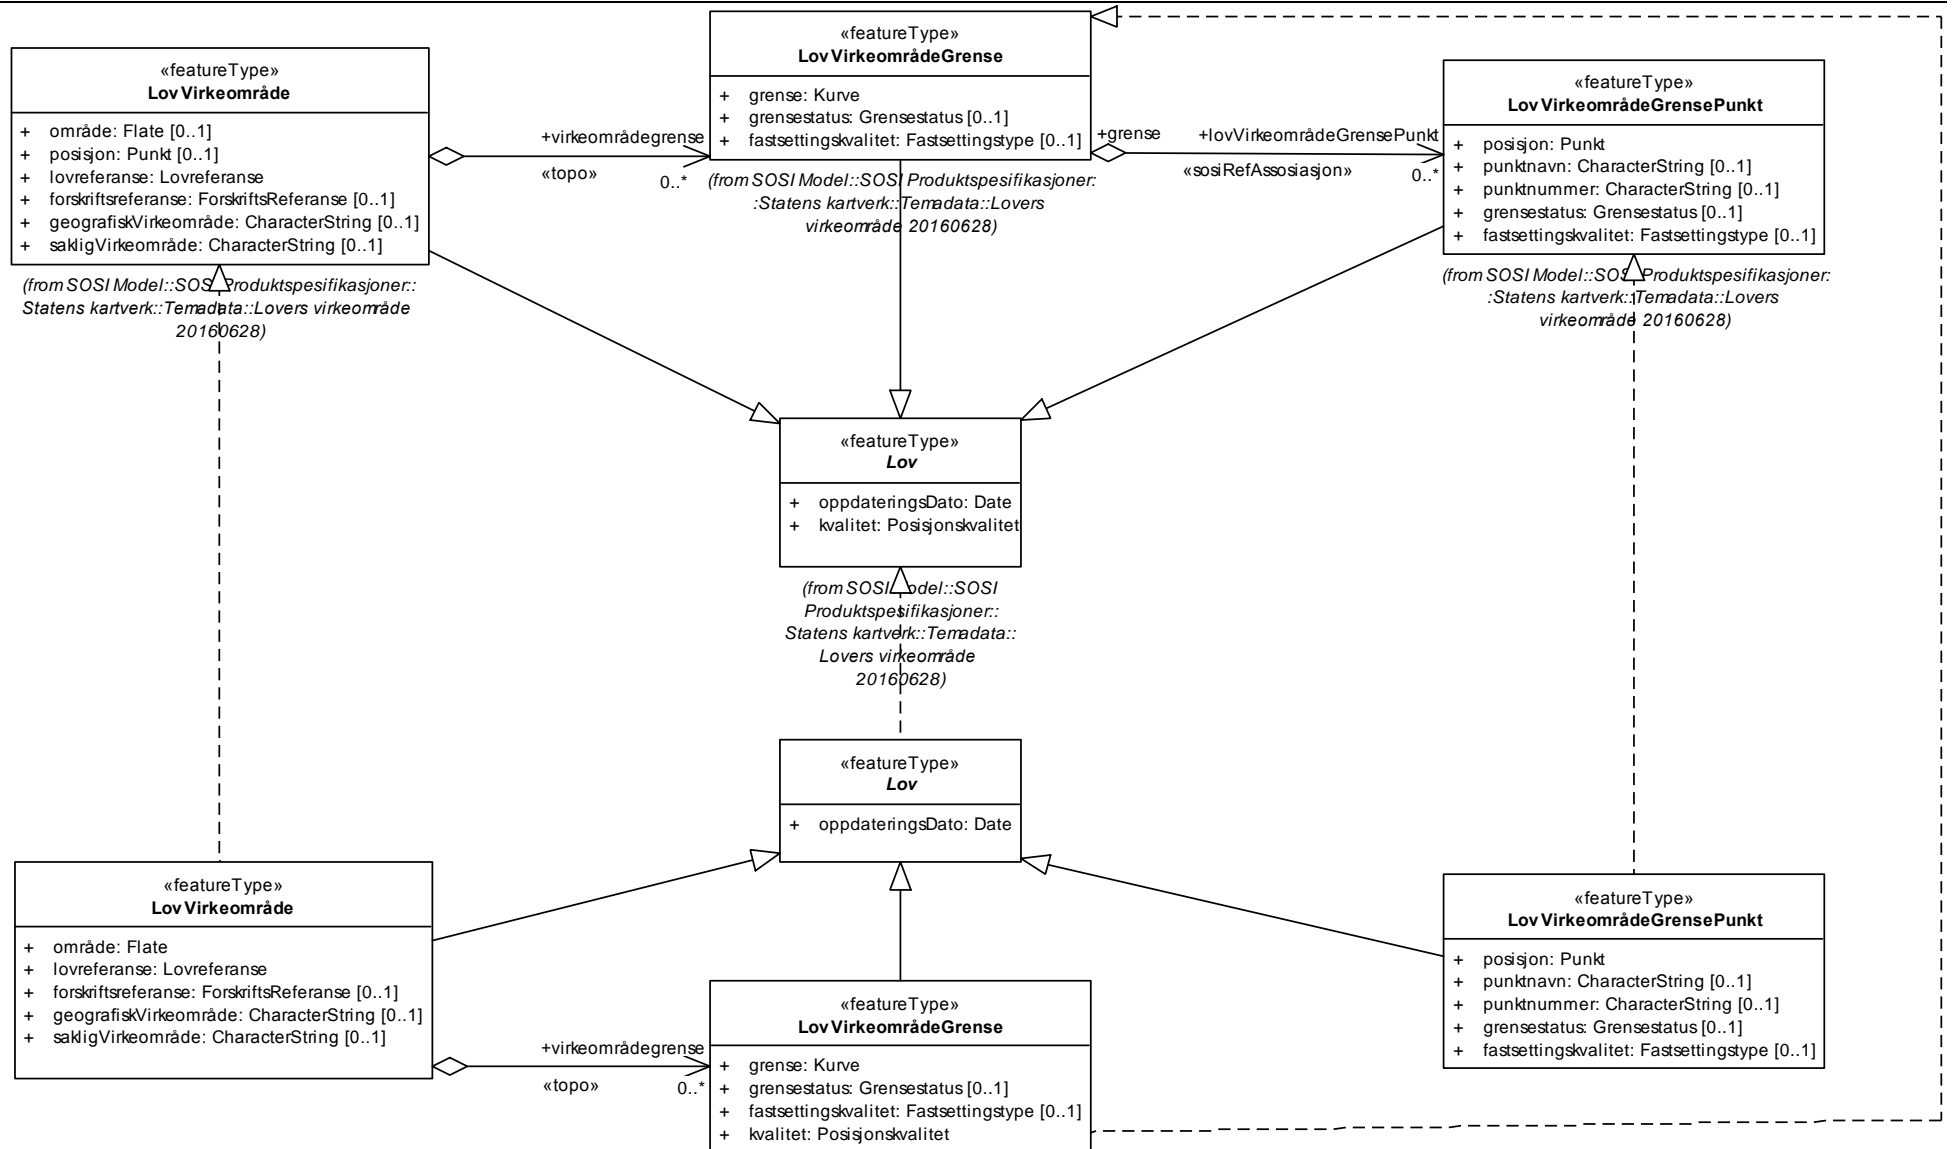 «featureType»
LovVirkeområdeGrense
+ grense: Kurve
+ grensestatus: Grensestatus [0..1]
+ fastsettingskvalitet: Fastsettingstype [0..1]
(from SOSI Model::SOSI Produktspesifikasjoner:
:Statens kartverk::Temadata::Lovers
virkeområde 20160628)
«featureType»
LovVirkeområde
+ område: Flate [0..1]
+ posisjon: Punkt [0..1]
+ lovreferanse: Lovreferanse
+ forskriftsreferanse: ForskriftsReferanse [0..1]
+ geografiskVirkeområde: CharacterString [0..1]
+ sakligVirkeområde: CharacterString [0..1]
(from SOSI Model::SOSI Produktspesifikasjoner::
Statens kartverk::Temadata::Lovers virkeområde
20160628)
+virkeområdegrense
«topo»
0..*
+grense
+lovVirkeområdeGrensePunkt
«sosiRefAssosiasjon»
0..*
«featureType»
LovVirkeområdeGrensePunkt
+ posisjon: Punkt
+ punktnavn: CharacterString [0..1]
+ punktnummer: CharacterString [0..1]
+ grensestatus: Grensestatus [0..1]
+ fastsettingskvalitet: Fastsettingstype [0..1]
(from SOSI Model::SOSI Produktspesifikasjoner:
:Statens kartverk::Temadata::Lovers
virkeområde 20160628)
«featureType»
Lov
+ oppdateringsDato: Date
+ kvalitet: Posisjonskvalitet
(from SOSI Model::SOSI
Produktspesifikasjoner::
Statens kartverk::Temadata::
Lovers virkeområde
20160628)
«featureType»
Lov
+ oppdateringsDato: Date
«featureType»
LovVirkeområde
+ område: Flate
+ lovreferanse: Lovreferanse
+ forskriftsreferanse: ForskriftsReferanse [0..1]
+ geografiskVirkeområde: CharacterString [0..1]
+ sakligVirkeområde: CharacterString [0..1]
+virkeområdegrense
«topo»
0..*
«featureType»
LovVirkeområdeGrense
+ grense: Kurve
+ grensestatus: Grensestatus [0..1]
+ fastsettingskvalitet: Fastsettingstype [0..1]
+ kvalitet: Posisjonskvalitet
«featureType»
LovVirkeområdeGrensePunkt
+ posisjon: Punkt
+ punktnavn: CharacterString [0..1]
+ punktnummer: CharacterString [0..1]
+ grensestatus: Grensestatus [0..1]
+ fastsettingskvalitet: Fastsettingstype [0..1]